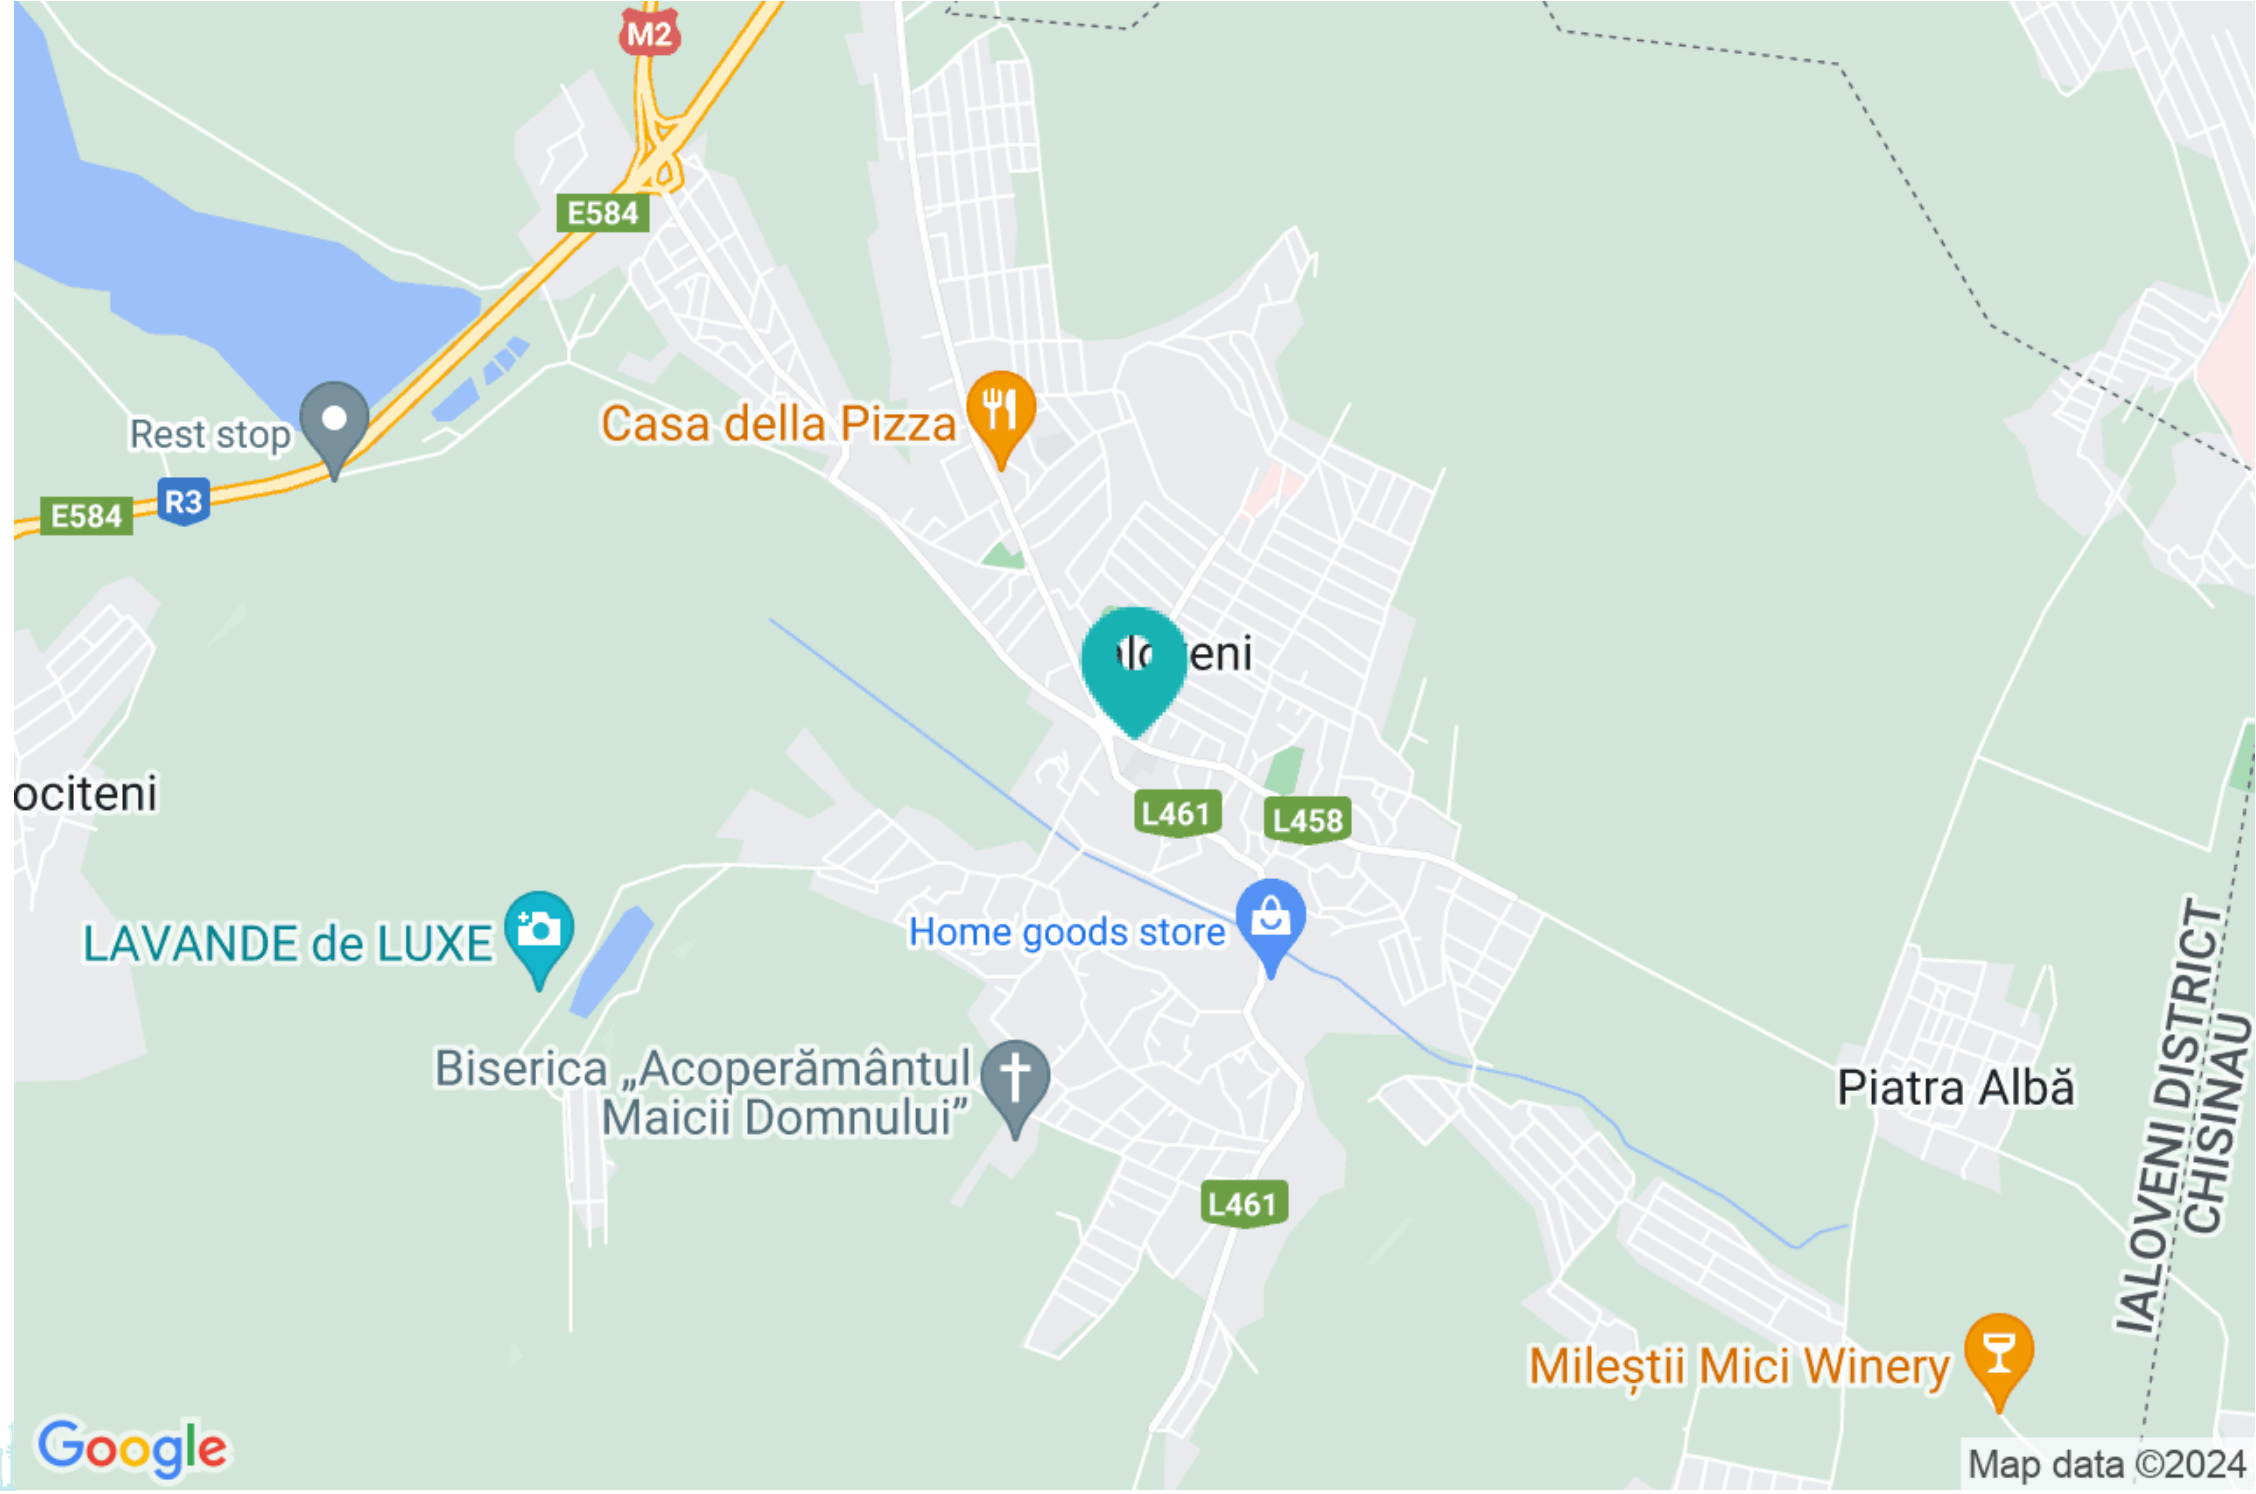 M2
E584
Casa della Pizza
Rest stop
R3
E584
eni
ociteni
L461
L458
LAVANDE de LUXE
Home goods store
Biserica „Acoperământul
Maicii Domnului”
Piatra Albă
IALOVENI DISTRICT
CHISINAU
L461
Mileștii Mici Winery
Google
Map data ©2024